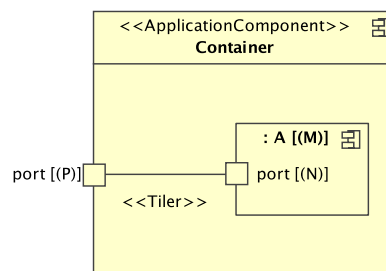 <<ApplicationComponent>>
Container
: A [(M)]
port [(P)]
port [(N)]
<<Tiler>>